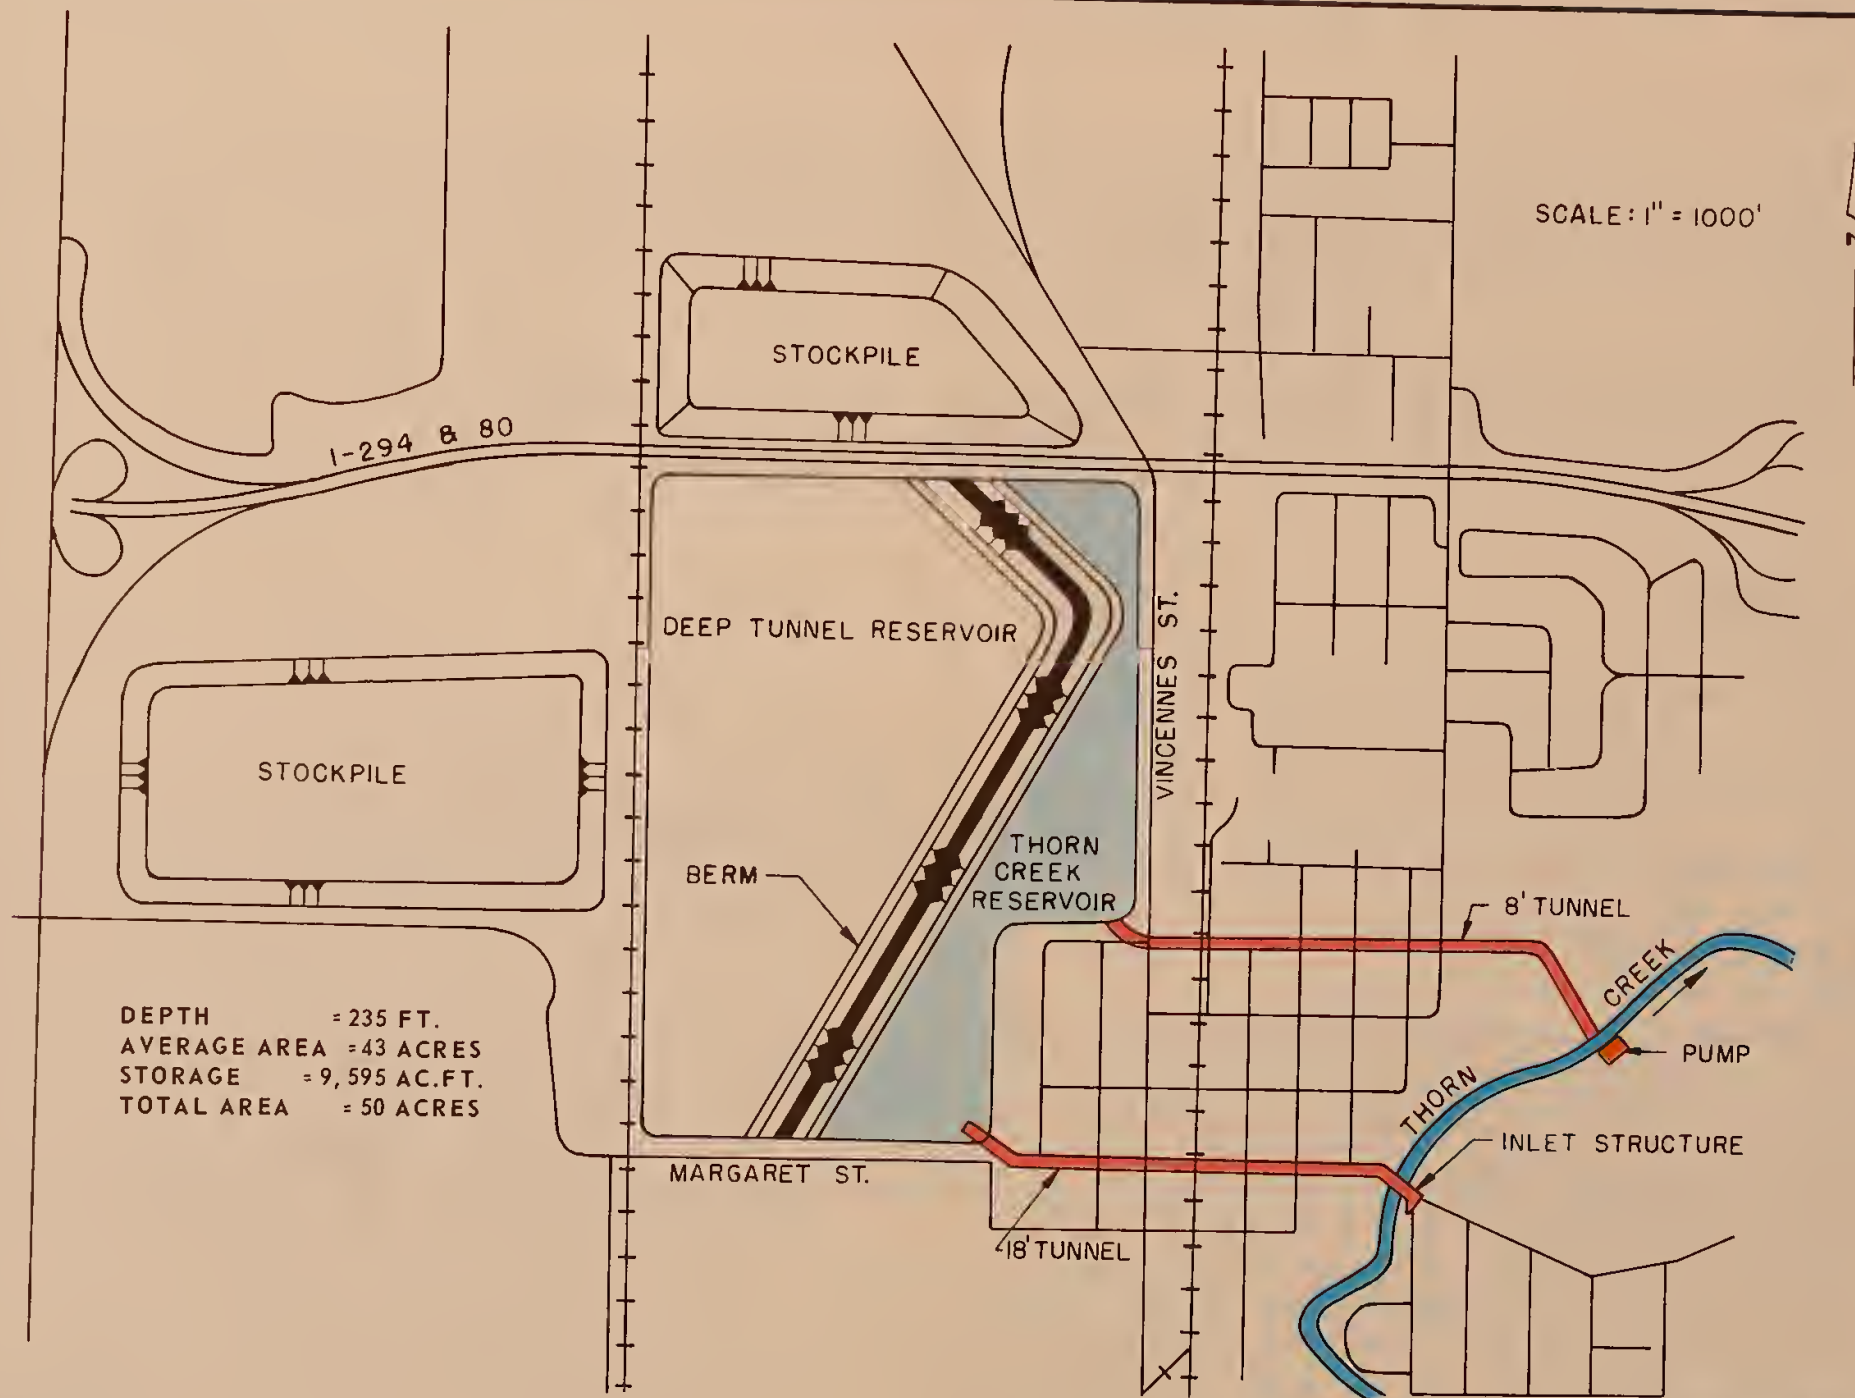 SCALE: 1" = 1000'
STOCKPILE
I-294 & 80
DEEP TUNNEL RESERVOIR
VINCENNES ST.
STOCKPILE
THORN
CREEK
RESERVOIR
BERM
8' TUNNEL
THORN CREEK
PUMP
DEPTH = 235 FT.
AVERAGE AREA = 43 ACRES
STORAGE = 9,595 AC.FT.
TOTAL AREA = 50 ACRES
INLET STRUCTURE
MARGARET ST.
18' TUNNEL